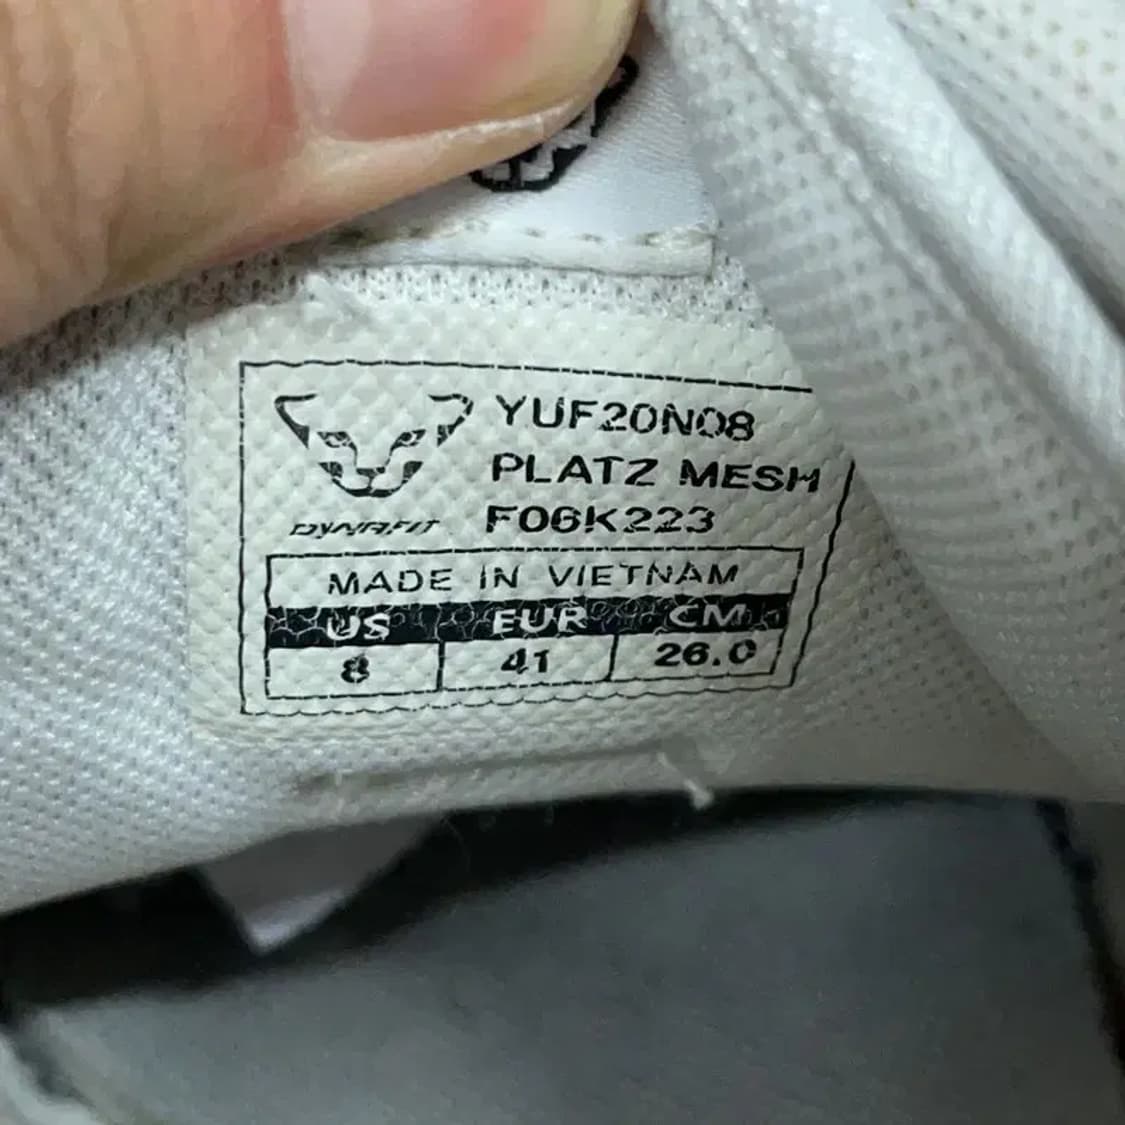 YUF20N08
PLATZ MESH
DYNAFIT F06K223
MADE IN VIETNAM
US EUR CM
8 41 26.0